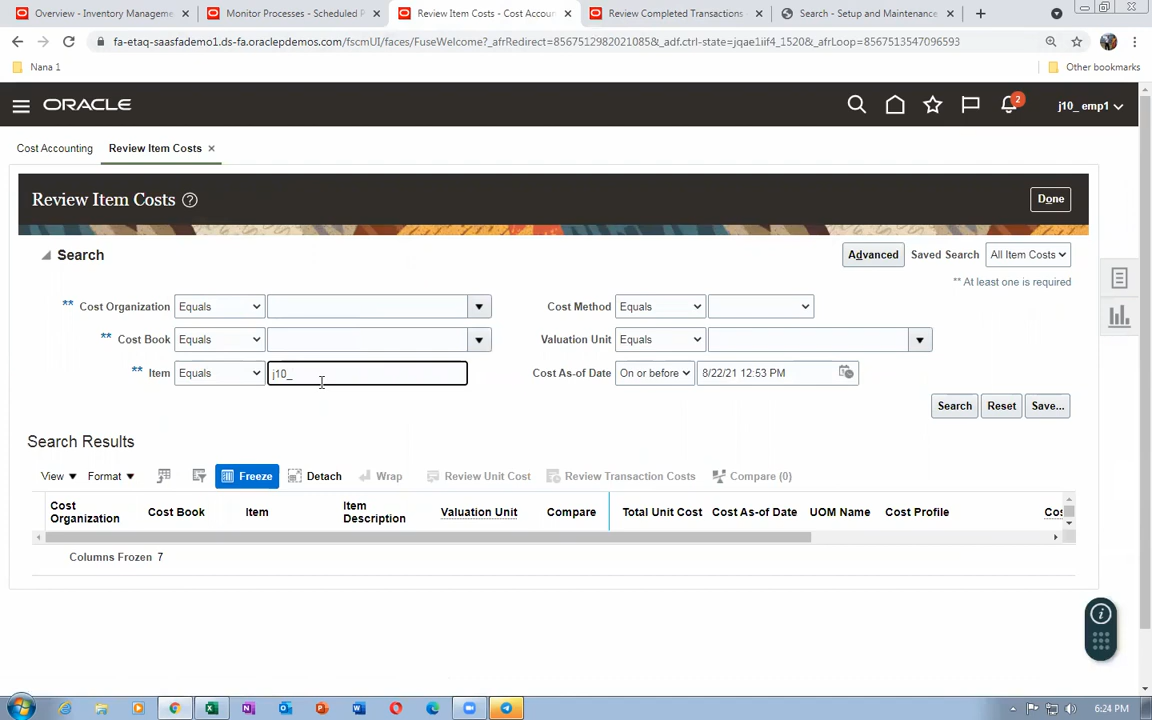 Overview - Inventory Manageme
Monitor Processes - Scheduled P
Review Item Costs - Cost Accoun
Review Completed Transactions
Search - Setup and Maintenance
fa-etaq-saasfademo1.ds-fa.oraclepdemos.com/fscmUI/faces/FuseWelcome?_afrRedirect=8567512982021085&_adf.ctrl-state=jqae1iif4_1520&_afrLoop=8567513547096593
Nana 1
Other bookmarks
ORACLE
2
j10_ emp1
Cost Accounting
Review Item Costs
Review Item Costs
Done
Search
Advanced
Saved Search
All Item Costs
** At least one is required
** Cost Organization
Equals
Cost Method
Equals
** Cost Book
Equals
Valuation Unit
Equals
** Item
Equals
j10_
Cost As-of Date
On or before
8/22/21 12:53 PM
Search
Reset
Save...
Search Results
View
Format
Freeze
Detach
Wrap
Review Unit Cost
Review Transaction Costs
Compare (0)
Cost Organization
Cost Book
Item
Item Description
Valuation Unit
Compare
Total Unit Cost
Cost As-of Date
UOM Name
Cost Profile
Cos
Columns Frozen 7
6:24 PM